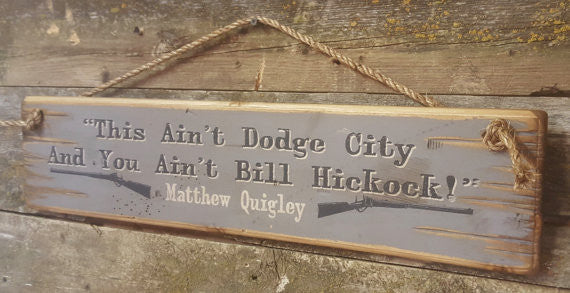 "This Ain't Dodge City
And You Ain't Bill Hickock!"
Matthew Quigley